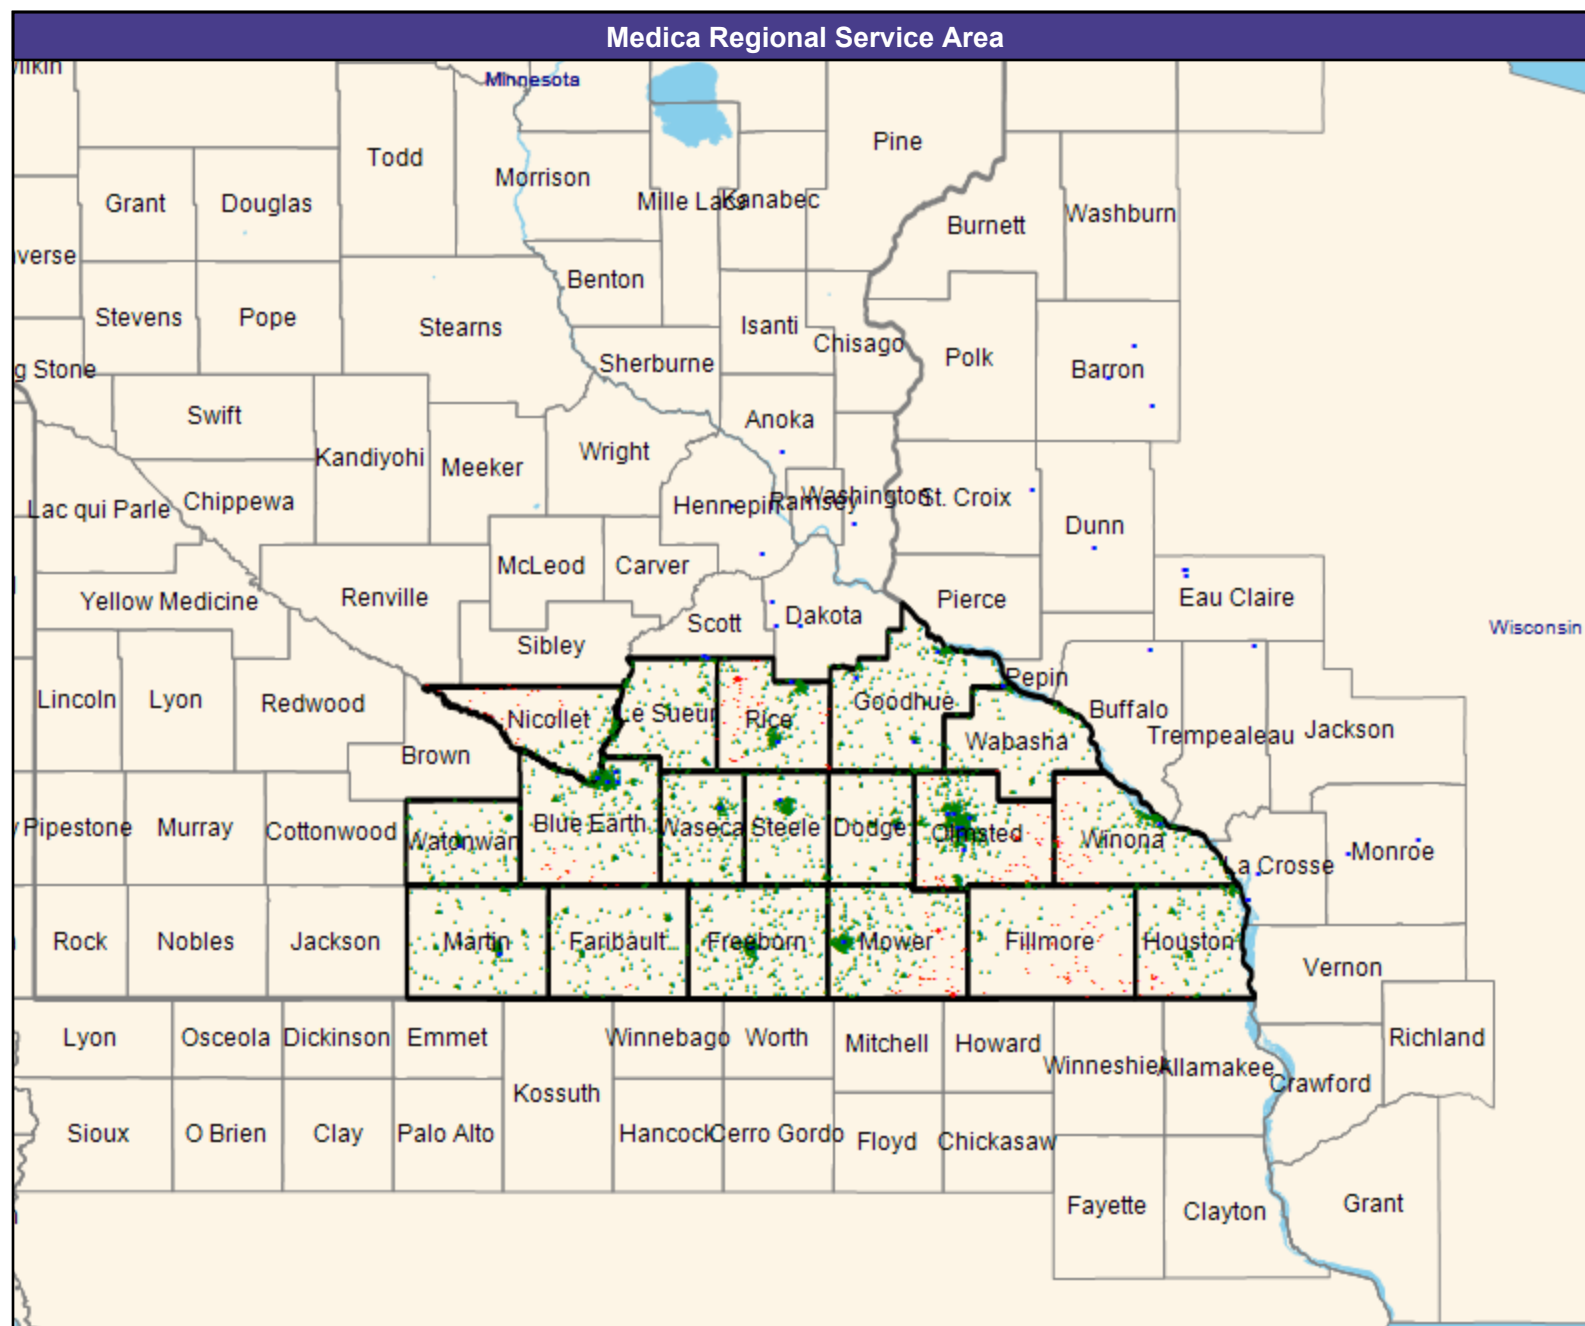 Medica Regional Service Area
Minnesota
Todd
Pine
Morrison
Grant
Douglas
Mille Lacs
Kanabec
Burnett
Washburn
Benton
Stevens
Pope
Stearns
Isanti
Chisago
Sherburne
Polk
Barron
g Stone
Swift
Anoka
Kandiyohi
Meeker
Wright
Lac qui Parle
Chippewa
Hennepin
Ramsey
Washington
St. Croix
Dunn
McLeod
Carver
Yellow Medicine
Renville
Pierce
Eau Claire
Scott
Dakota
Wisconsin
Sibley
Pepin
Lincoln
Lyon
Redwood
Nicollet
Le Sueur
Rice
Goodhue
Buffalo
Trempealeau
Jackson
Brown
Wabasha
Pipestone
Murray
Cottonwood
Watonwan
Blue Earth
Waseca
Steele
Dodge
Olmsted
Winona
La Crosse
Monroe
Rock
Nobles
Jackson
Martin
Faribault
Freeborn
Mower
Fillmore
Houston
Vernon
Lyon
Osceola
Dickinson
Emmet
Winnebago
Worth
Mitchell
Howard
Richland
Kossuth
Winneshiek
Allamakee
Crawford
Sioux
O Brien
Clay
Palo Alto
Hancock
Cerro Gordo
Floyd
Chickasaw
Fayette
Clayton
Grant